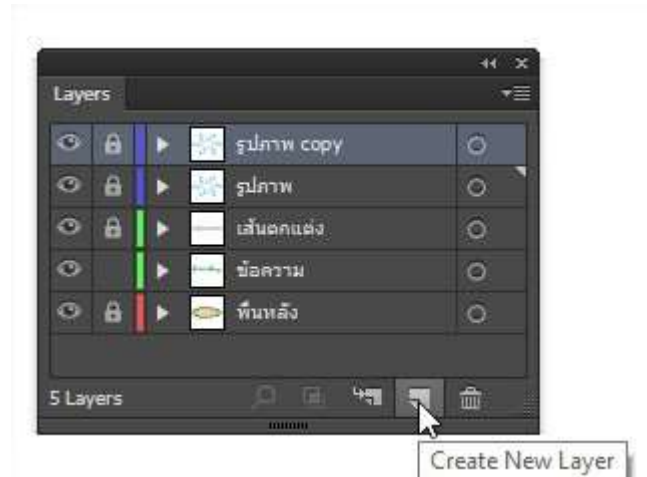 Layers
รูปภาพ copy
รูปภาพ
เส้นตกแต่ง
ข้อความ
พื้นหลัง
5 Layers
Create New Layer